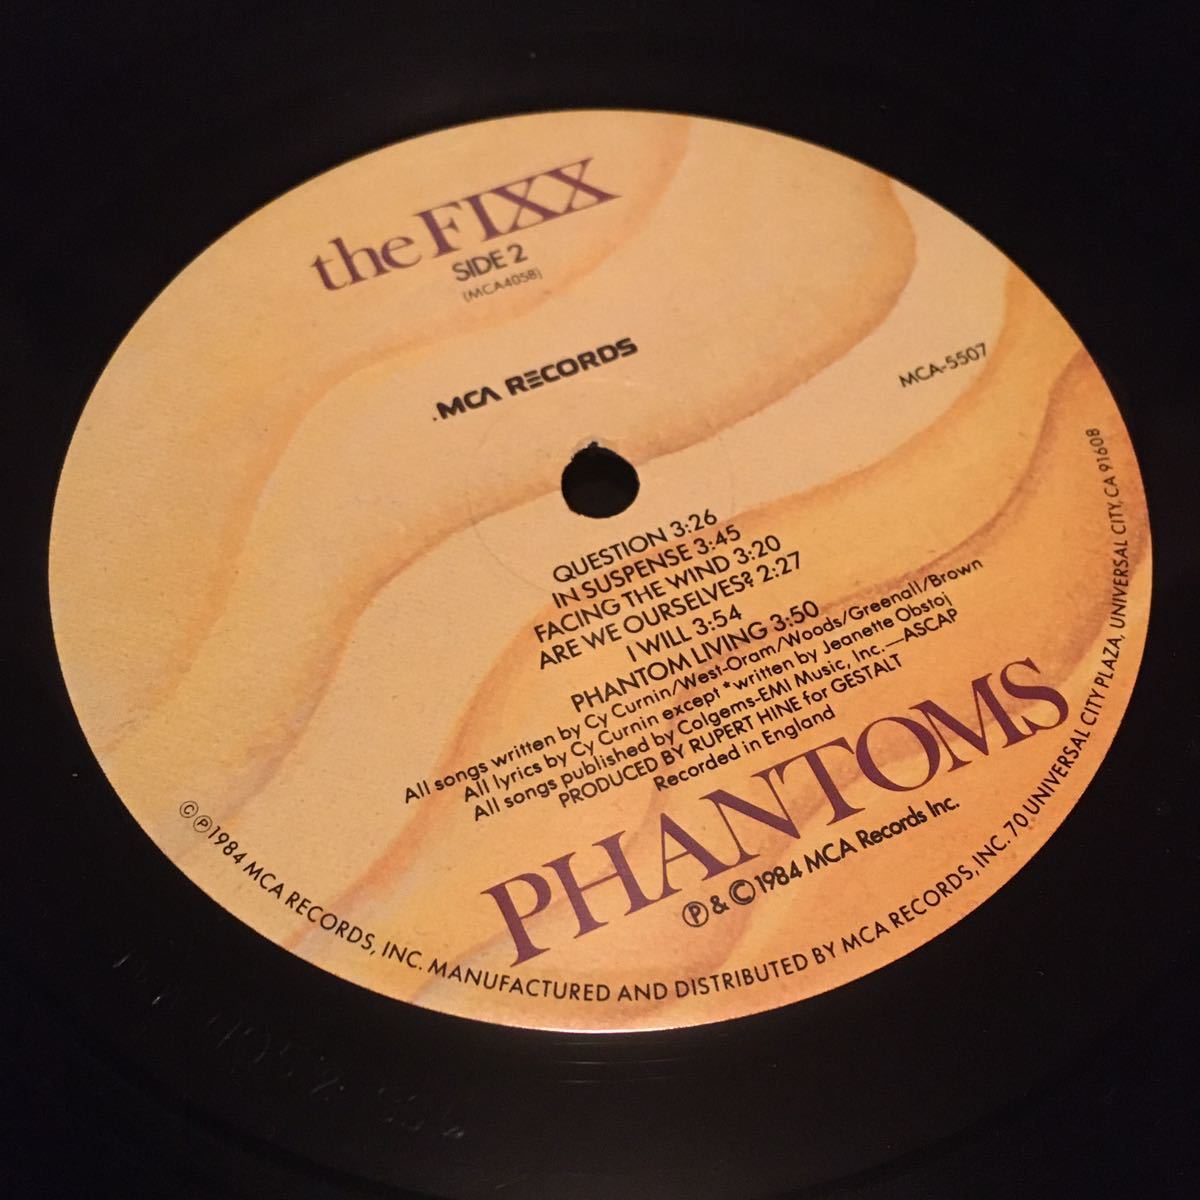 the FIXX
SIDE 2
(MCA4058)
.MCA RECORDS
MCA-5507
QUESTION 3:26
IN SUSPENSE 3:45
FACING THE WIND 3:20
ARE WE OURSELVES? 2:27
I WILL 3:54
PHANTOM LIVING 3:50
All songs written by Cy Curnin/West-Oram/Woods/Greenall/Brown
All lyrics by Cy Curnin except *written by Jeanette Obstoj
All songs published by Colgems-EMI Music, Inc.—ASCAP
PRODUCED BY RUPERT HINE for GESTALT
Recorded in England
PHANTOMS
Ⓟ & © 1984 MCA Records Inc.
© Ⓟ 1984 MCA RECORDS, INC. MANUFACTURED AND DISTRIBUTED BY MCA RECORDS, INC. 70 UNIVERSAL CITY PLAZA, UNIVERSAL CITY, CA 91608